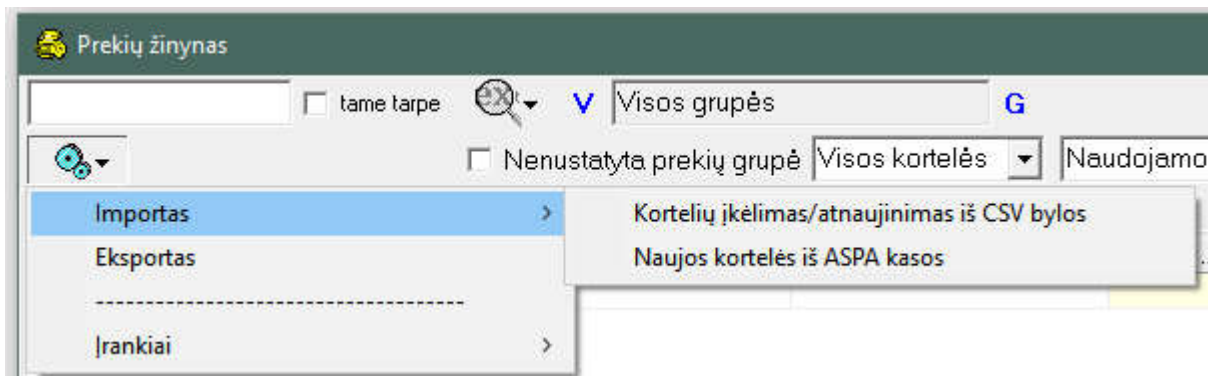 Prekių žinynas
tame tarpe V Visos grupės G
Nenustatyta prekių grupė Visos kortelės Naudojamo
Importas > Kortelių įkėlimas/atnaujinimas iš CSV bylos
Eksportas Naujos kortelės iš ASPA kasos
-------------------------------------
Įrankiai >